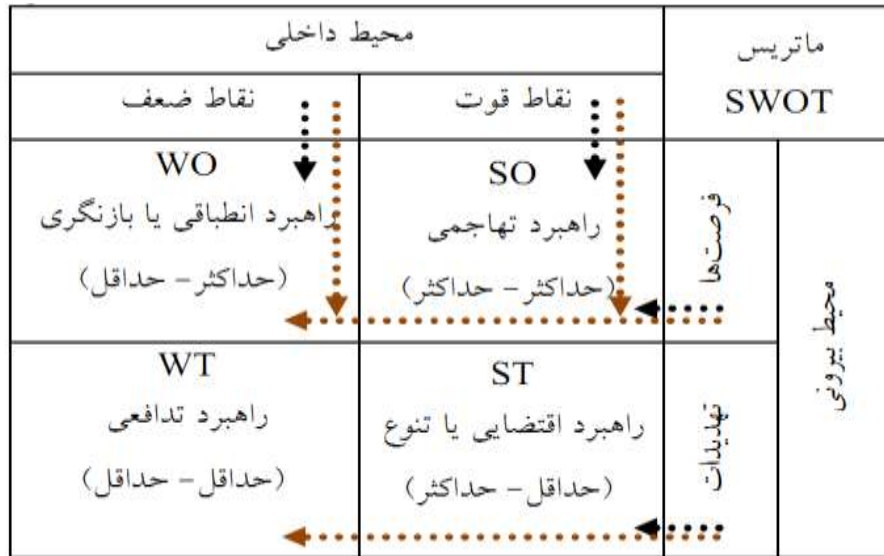 ماتریس
SWOT
محیط داخلی
نقاط قوت
نقاط ضعف
محیط بیرونی
فرصت‌ها
SO
راهبرد تهاجمی
(حداکثر – حداکثر)
WO
راهبرد انطباقی یا بازنگری
(حداکثر – حداقل)
تهدیدات
ST
راهبرد اقتضایی یا تنوع
(حداقل – حداکثر)
WT
راهبرد تدافعی
(حداقل – حداقل)